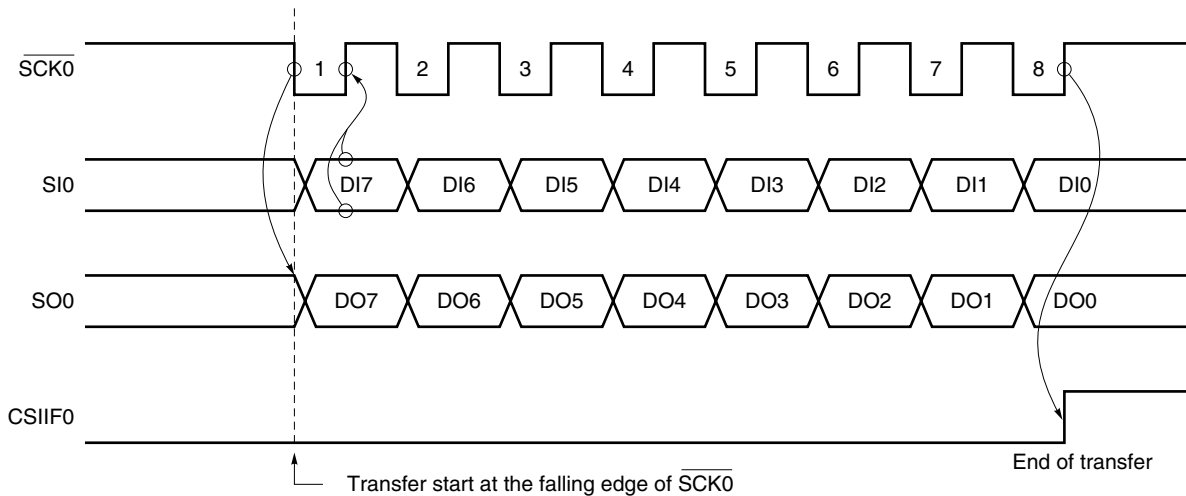 SCK0 1 2 3 4 5 6 7 8
SI0 DI7 DI6 DI5 DI4 DI3 DI2 DI1 DI0
SO0 DO7 DO6 DO5 DO4 DO3 DO2 DO1 DO0
CSIIF0
End of transfer
Transfer start at the falling edge of SCK0